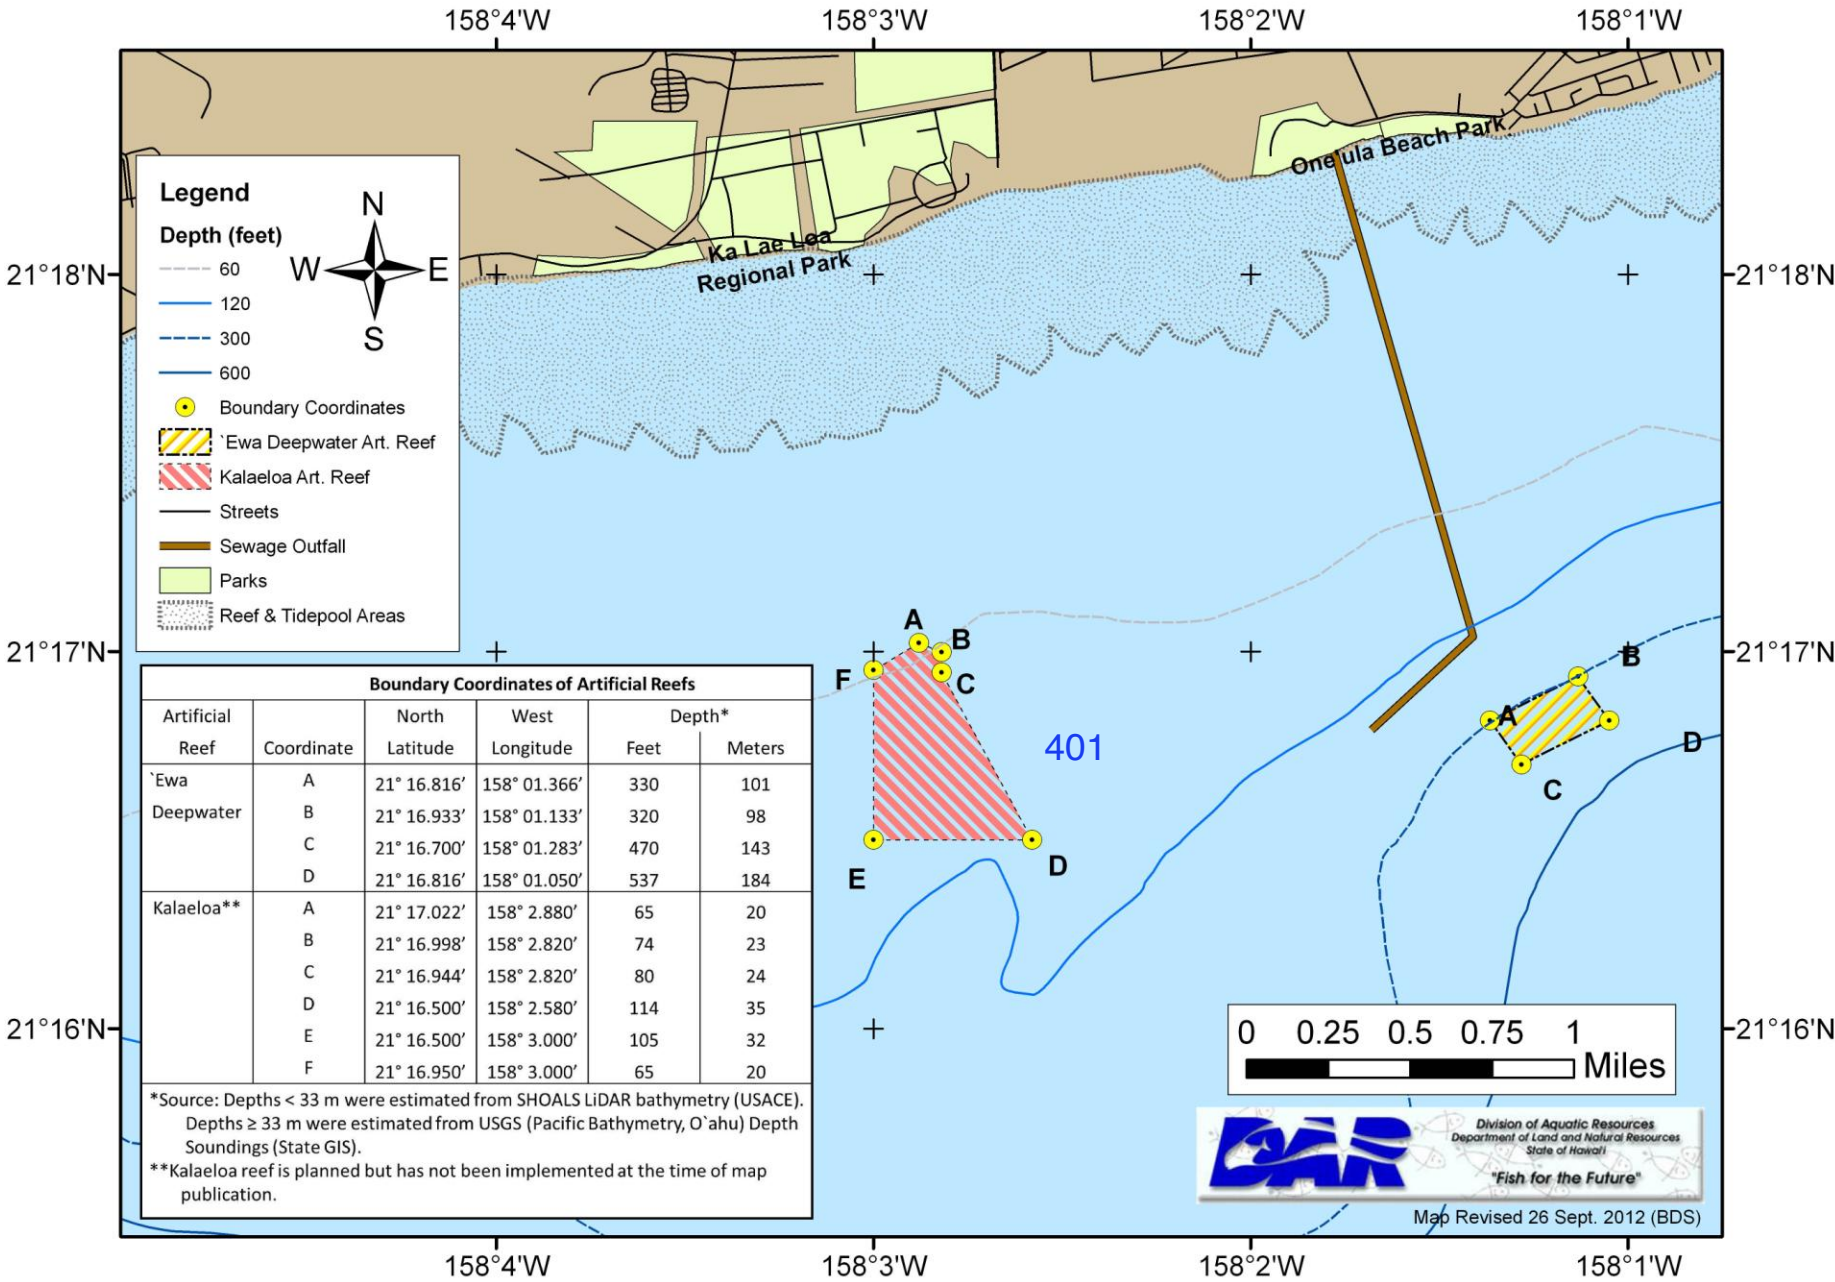 158°4'W 158°3'W 158°2'W 158°1'W
One`ula Beach Park
Ka Lae Loa
Regional Park
21°18'N
21°18'N
Legend
Depth (feet)
60
120
300
600
Boundary Coordinates
`Ewa Deepwater Art. Reef
Kalaeloa Art. Reef
Streets
Sewage Outfall
Parks
Reef & Tidepool Areas
N
W E
S
21°17'N
21°17'N
A
B
C
F
E
D
401
B
A
D
C
Boundary Coordinates of Artificial Reefs
Artificial North West Depth*
Reef Coordinate Latitude Longitude Feet Meters
`Ewa A 21° 16.816′ 158° 01.366′ 330 101
Deepwater B 21° 16.933′ 158° 01.133′ 320 98
C 21° 16.700′ 158° 01.283′ 470 143
D 21° 16.816′ 158° 01.050′ 537 184
Kalaeloa** A 21° 17.022′ 158° 2.880′ 65 20
B 21° 16.998′ 158° 2.820′ 74 23
C 21° 16.944′ 158° 2.820′ 80 24
D 21° 16.500′ 158° 2.580′ 114 35
E 21° 16.500′ 158° 3.000′ 105 32
F 21° 16.950′ 158° 3.000′ 65 20
*Source: Depths < 33 m were estimated from SHOALS LiDAR bathymetry (USACE).
Depths ≥ 33 m were estimated from USGS (Pacific Bathymetry, O`ahu) Depth
Soundings (State GIS).
**Kalaeloa reef is planned but has not been implemented at the time of map
publication.
21°16'N
21°16'N
0 0.25 0.5 0.75 1
Miles
DAR
Division of Aquatic Resources
Department of Land and Natural Resources
State of Hawai'i
"Fish for the Future"
Map Revised 26 Sept. 2012 (BDS)
158°4'W 158°3'W 158°2'W 158°1'W